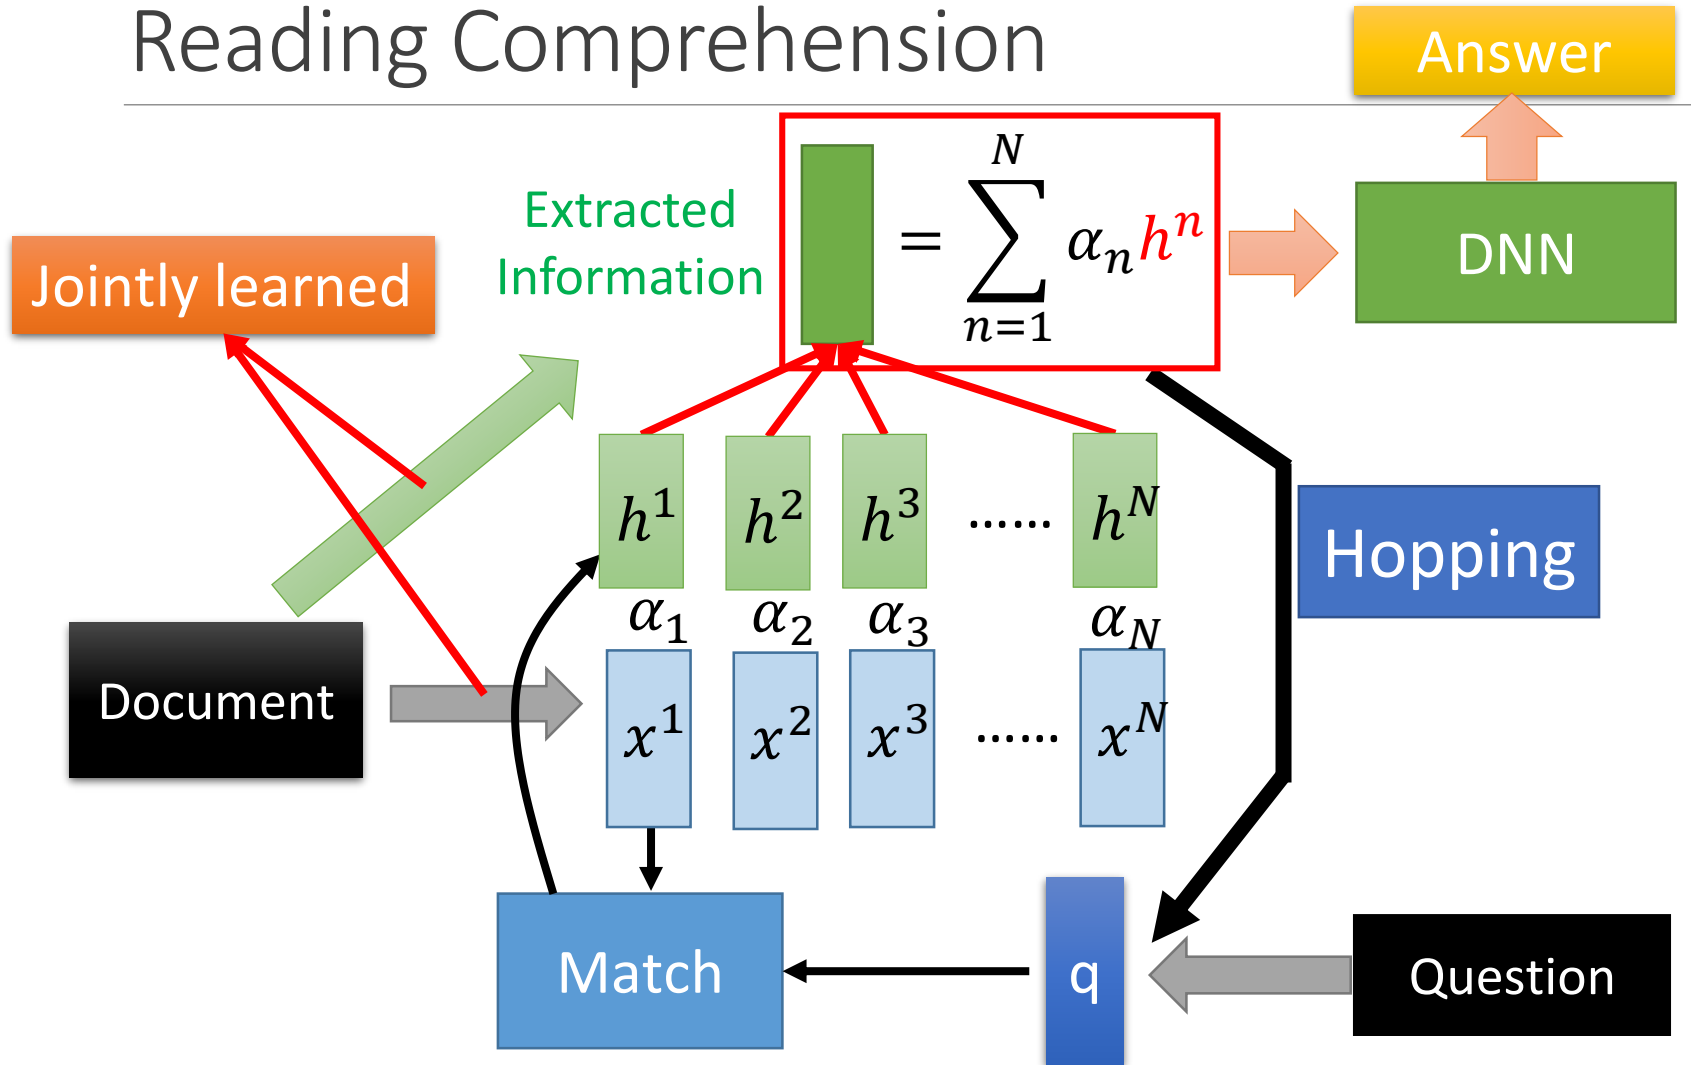 Reading Comprehension
Answer
Extracted
Information
= ∑_{n=1}^{N} α_n h^n
DNN
Jointly learned
h^1 h^2 h^3 …… h^N
Hopping
α_1 α_2 α_3 α_N
Document
x^1 x^2 x^3 …… x^N
Match
q
Question